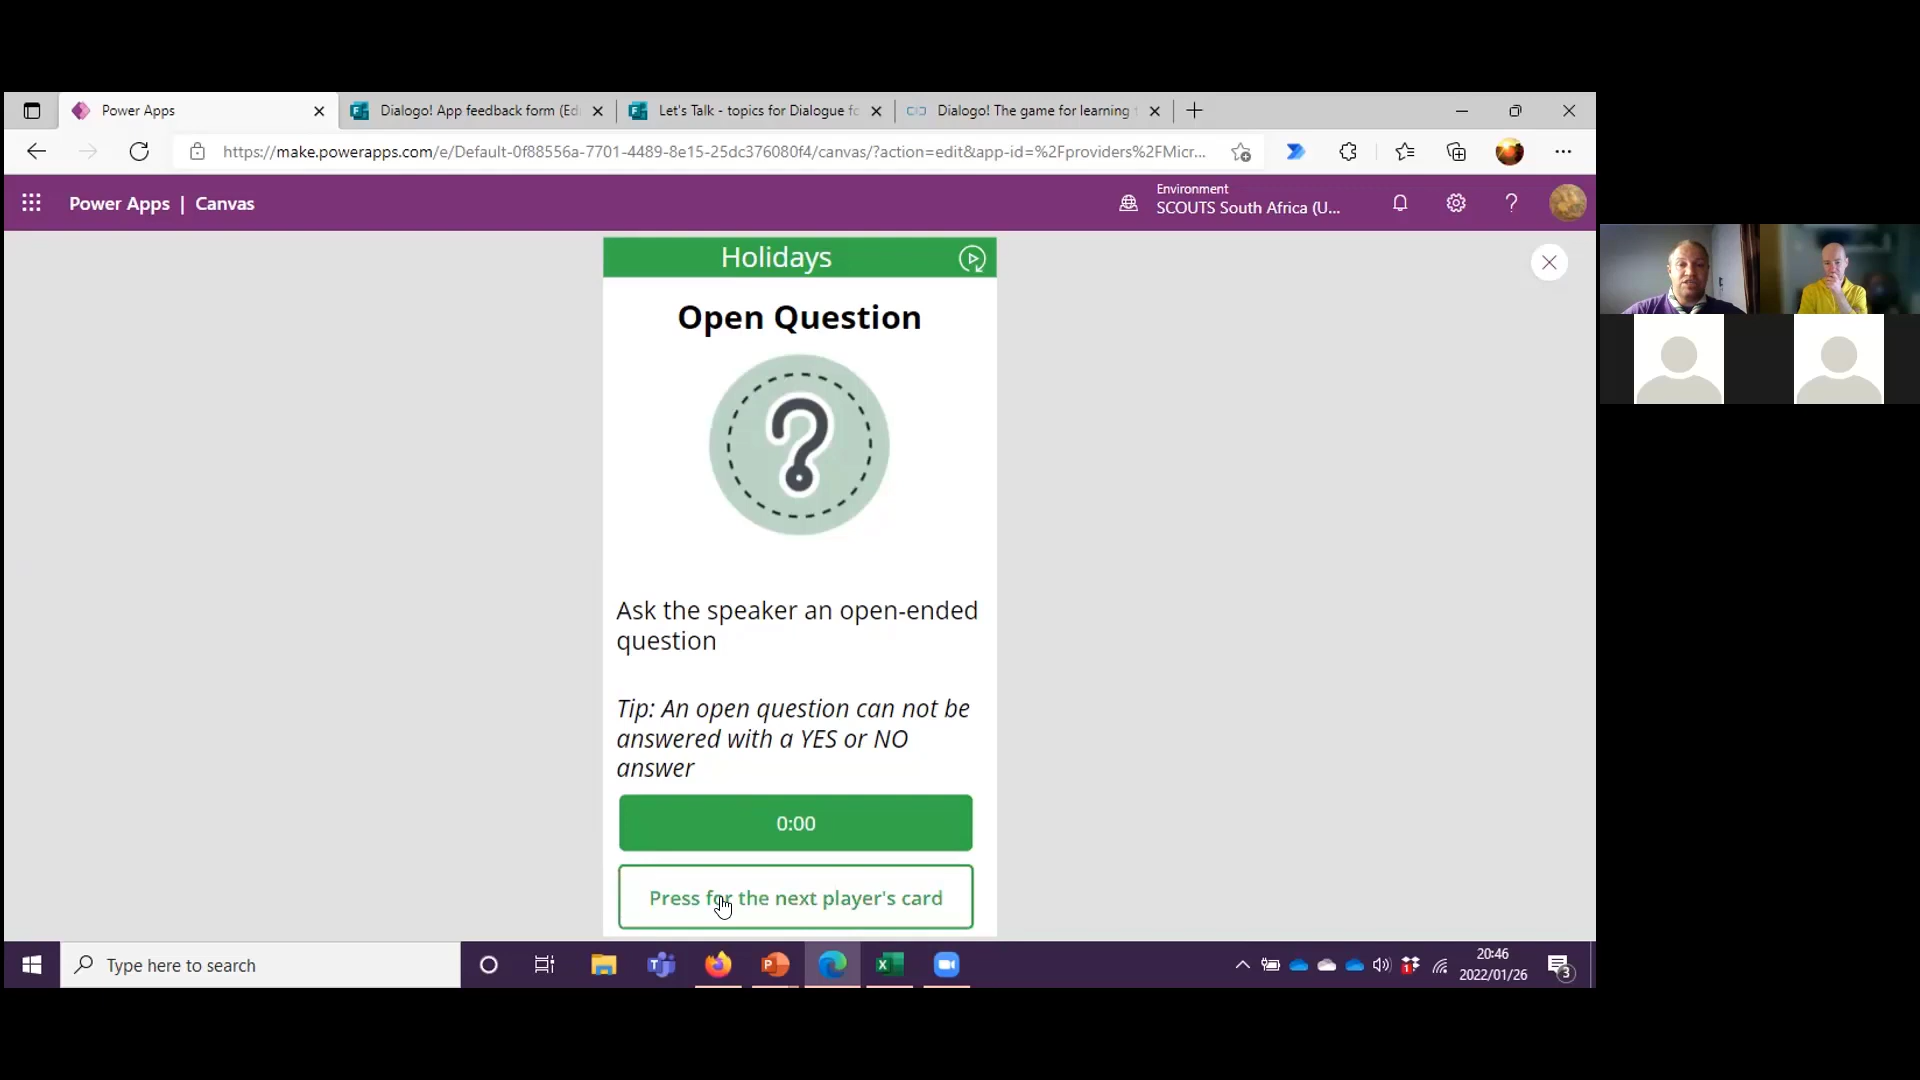 Power Apps
Dialogo! App feedback form (Ed
Let's Talk - topics for Dialogue fo
Dialogo! The game for learning
https://make.powerapps.com/e/Default-0f88556a-7701-4489-8e15-25dc376080f4/canvas/?action=edit&app-id=%2Fproviders%2FMicr...
Power Apps | Canvas
Environment
SCOUTS South Africa (U...
Holidays
Open Question
Ask the speaker an open-ended
question
Tip: An open question can not be
answered with a YES or NO
answer
0:00
Press for the next player's card
Type here to search
20:46
2022/01/26
3